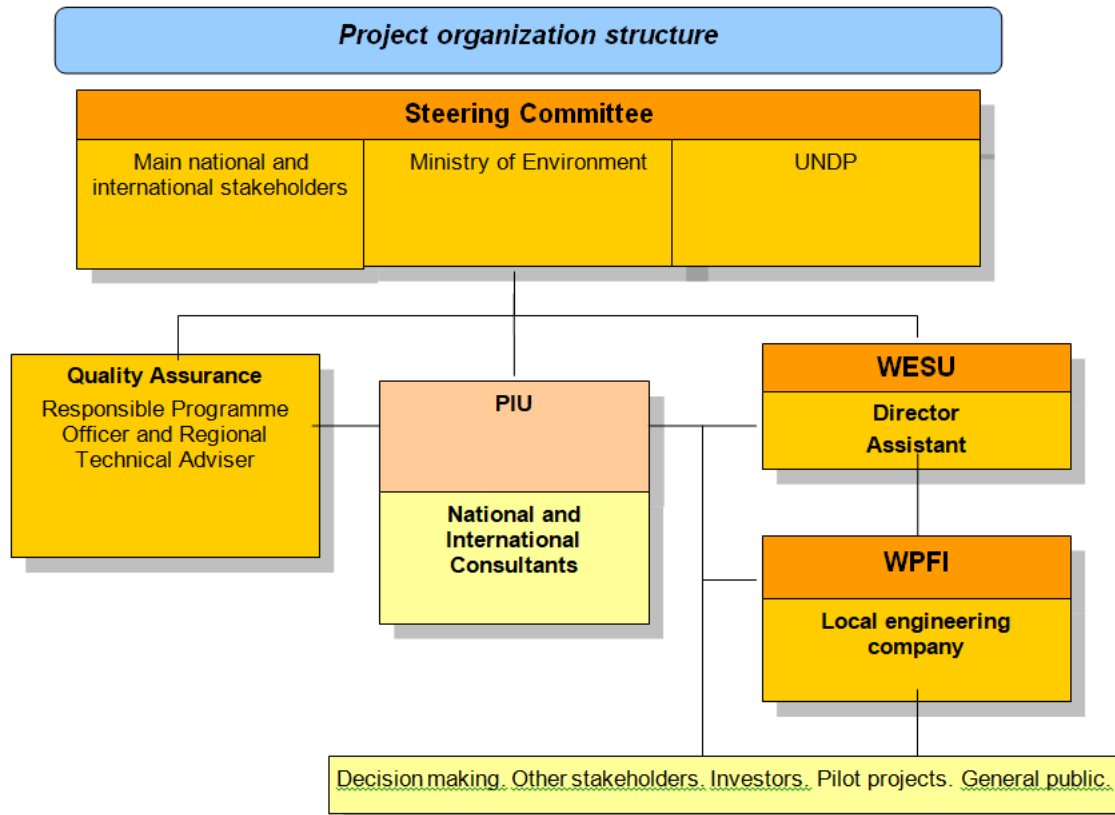 Project organization structure
Steering Committee
Main national and
international stakeholders
Ministry of Environment
UNDP
Quality Assurance
Responsible Programme
Officer and Regional
Technical Adviser
PIU
National and
International
Consultants
WESU
Director
Assistant
WPFI
Local engineering
company
Decision making. Other stakeholders. Investors. Pilot projects. General public.